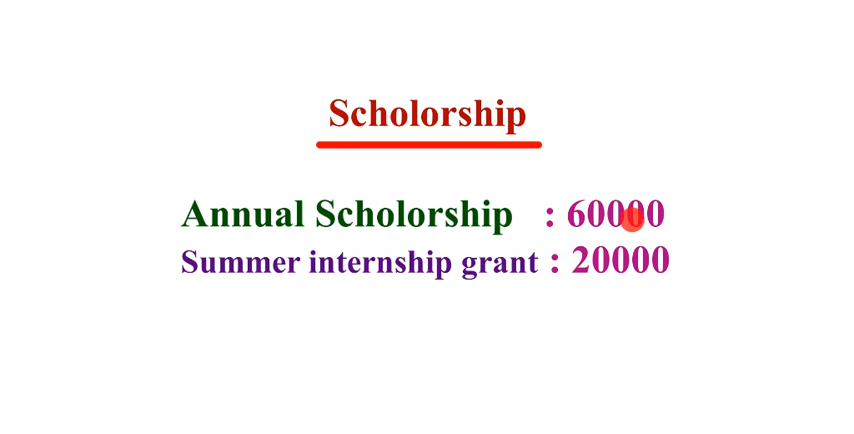 Scholorship
Annual Scholorship : 60000
Summer internship grant : 20000